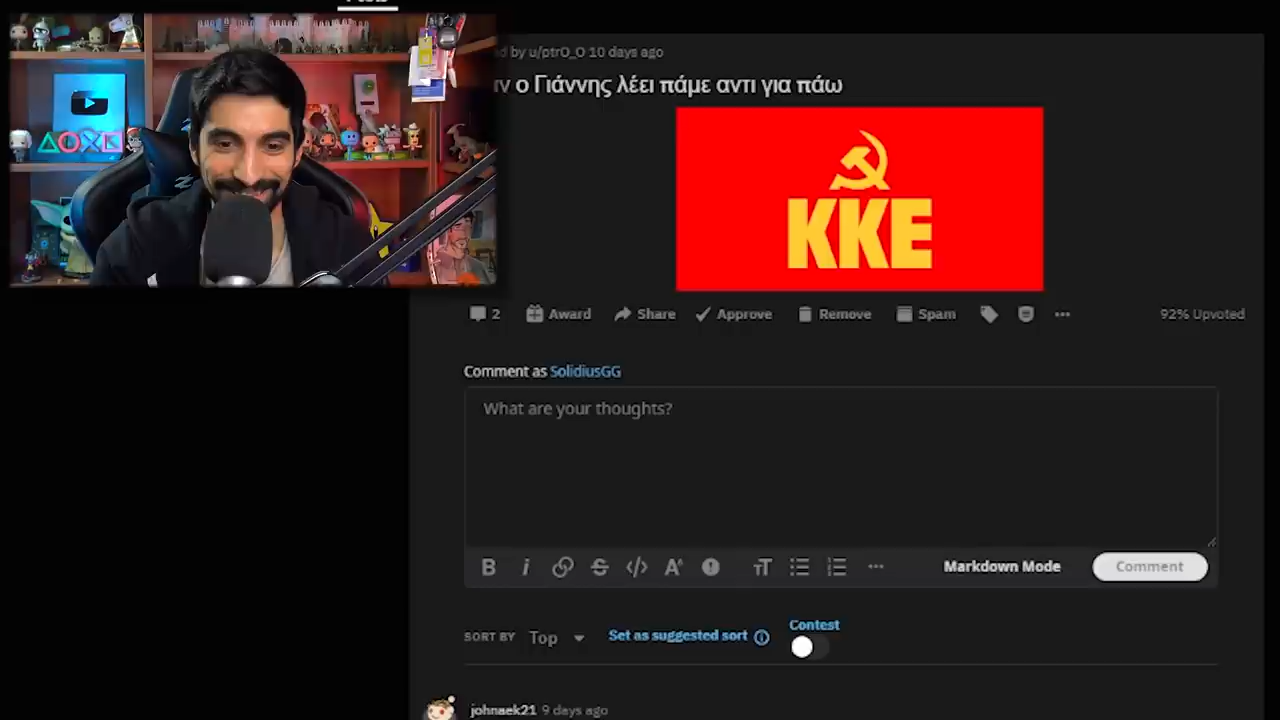 by u/ptrO_O 10 days ago
ο Γιάννης λέει πάμε αντι για πάω
KKE
2 Award Share Approve Remove Spam ··· 92% Upvoted
Comment as SolidiusGG
What are your thoughts?
B i S </> A TT ··· Markdown Mode Comment
SORT BY Top Set as suggested sort Contest
johnaek21 9 days ago